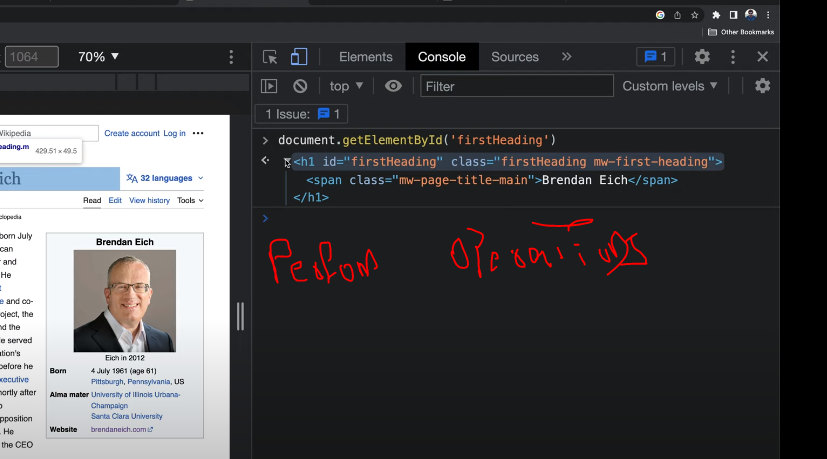 Other Bookmarks
1064
70% ▼
Elements
Console
Sources
1
top ▼
Filter
Custom levels ▼
1 Issue: 1
Wikipedia
Create account Log in
eading.m
429.51 × 49.5
ich
32 languages
Read Edit View history Tools
clopedia
born July
can
r and
He
t
e and co-
oject, the
nd the
e served
ation's
before he
xecutive
hortly after
o
pposition
. He
the CEO
Brendan Eich
Eich in 2012
Born 4 July 1961 (age 61)
Pittsburgh, Pennsylvania, US
Alma mater University of Illinois Urbana-
Champaign
Santa Clara University
Website brendaneich.com
document.getElementById('firstHeading')
<h1 id="firstHeading" class="firstHeading mw-first-heading">
<span class="mw-page-title-main">Brendan Eich</span>
</h1>
Perfom operations